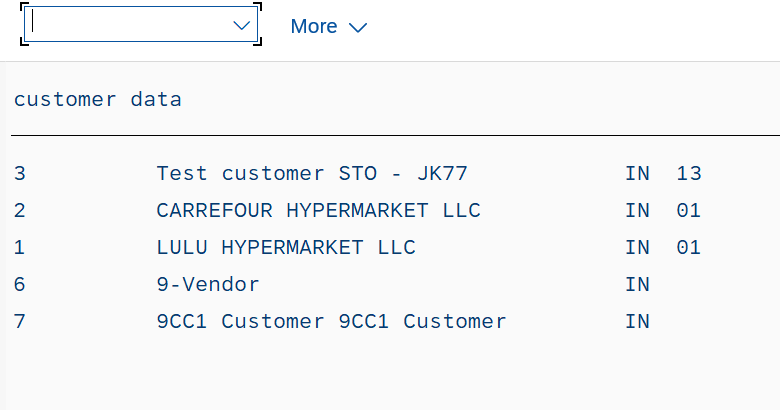 More
customer data
3 Test customer STO - JK77 IN 13
2 CARREFOUR HYPERMARKET LLC IN 01
1 LULU HYPERMARKET LLC IN 01
6 9-Vendor IN
7 9CC1 Customer 9CC1 Customer IN